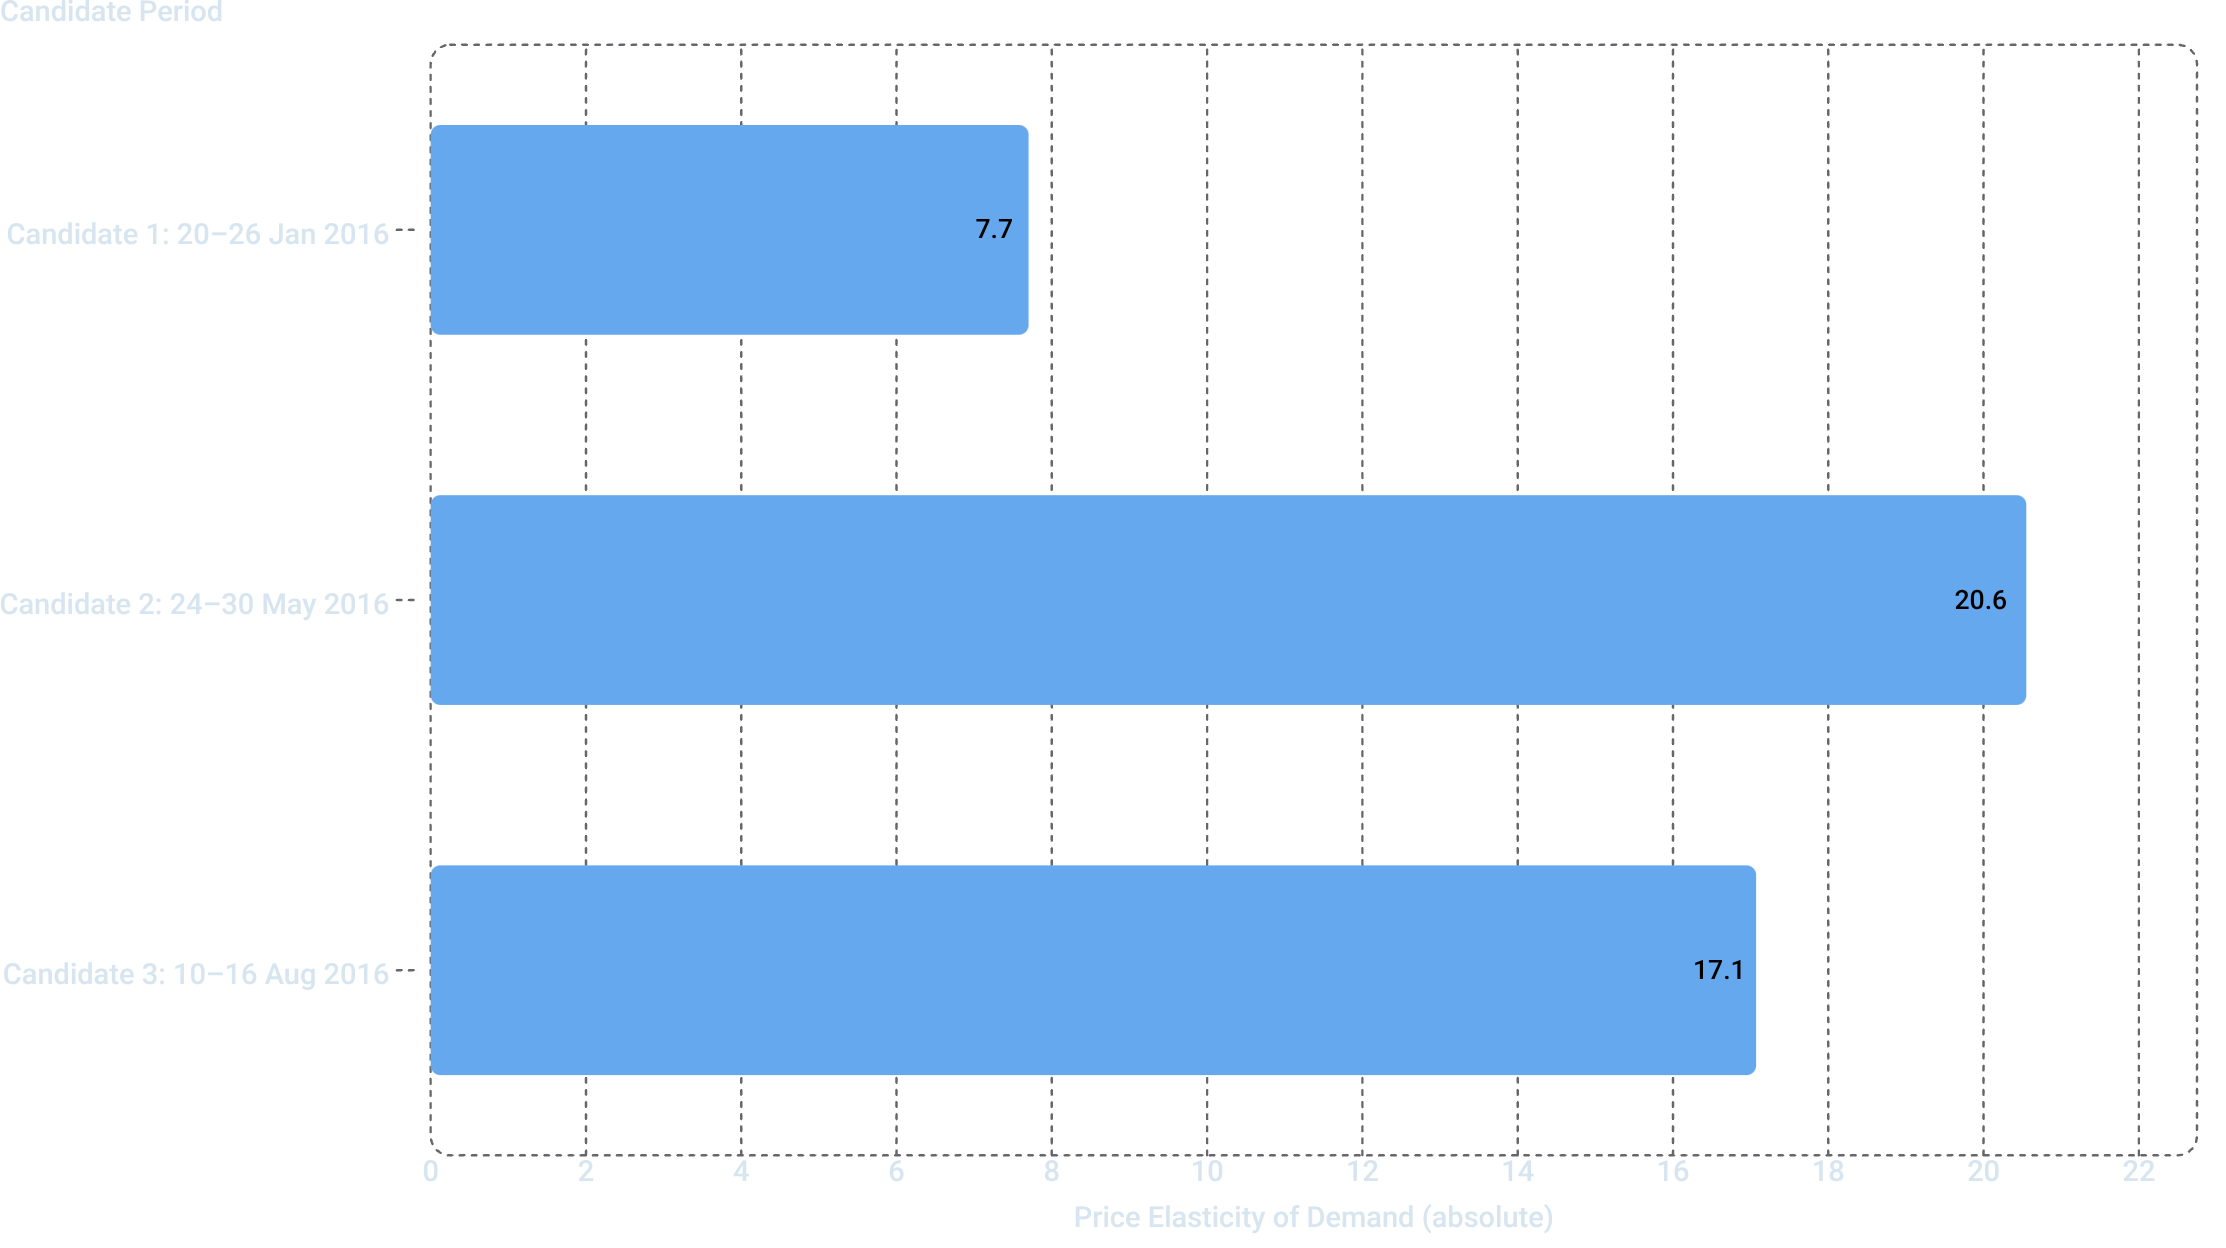 Candidate Period
Candidate 1: 20–26 Jan 2016
7.7
Candidate 2: 24–30 May 2016
20.6
Candidate 3: 10–16 Aug 2016
17.1
0 2 4 6 8 10 12 14 16 18 20 22
Price Elasticity of Demand (absolute)